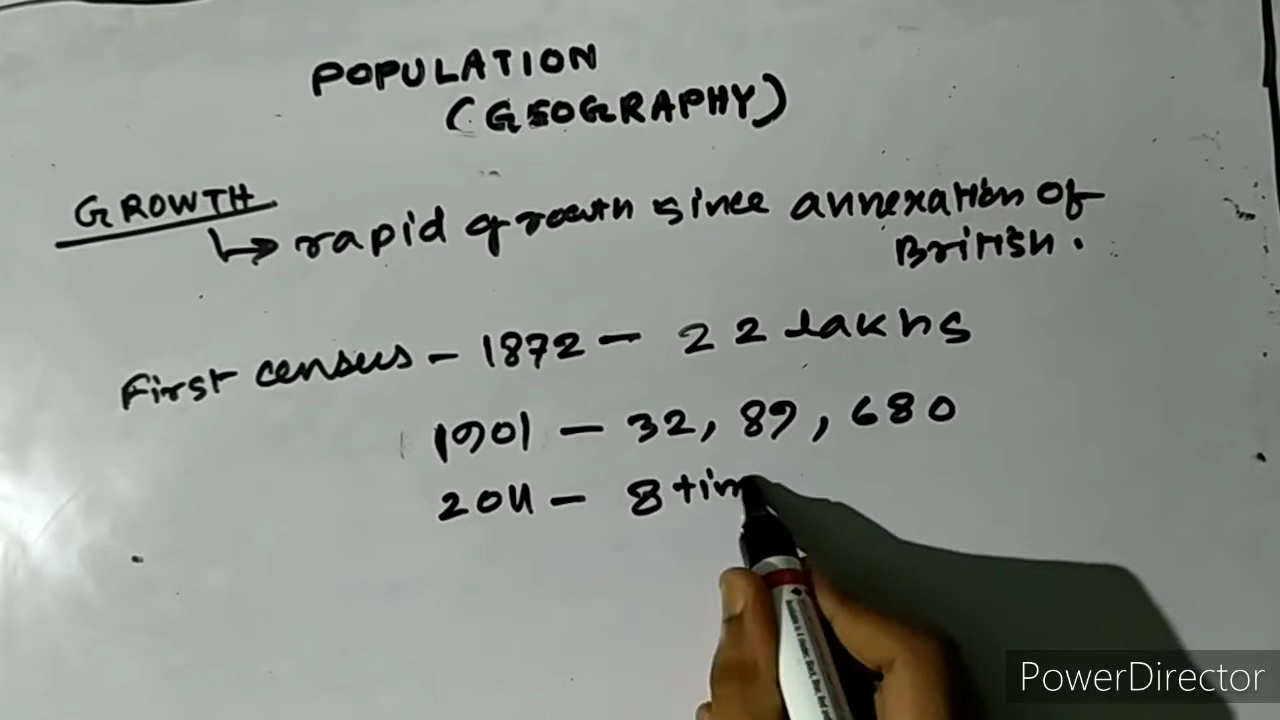 POPULATION
(GEOGRAPHY)
GROWTH
↳ rapid growth since annexation of
British.
First census - 1872 - 22 lakhs
1901 - 32, 89, 680
2011 - 8 tim
PowerDirector